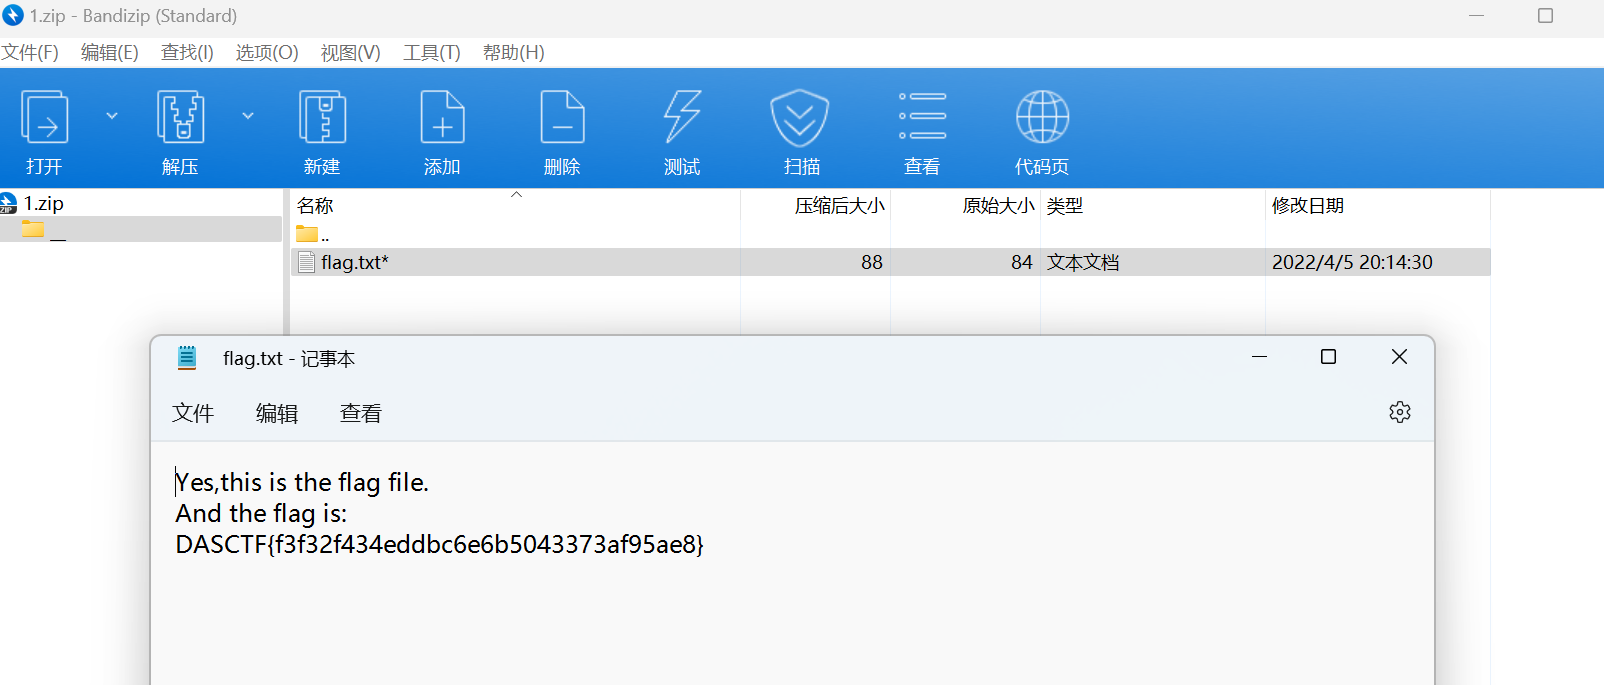 1.zip - Bandizip (Standard)
文件(F) 编辑(E) 查找(I) 选项(O) 视图(V) 工具(T) 帮助(H)
打开 解压 新建 添加 删除 测试 扫描 查看 代码页
1.zip
名称 压缩后大小 原始大小 类型 修改日期
__
..
flag.txt* 88 84 文本文档 2022/4/5 20:14:30
flag.txt - 记事本
文件 编辑 查看
Yes,this is the flag file.
And the flag is:
DASCTF{f3f32f434eddbc6e6b5043373af95ae8}